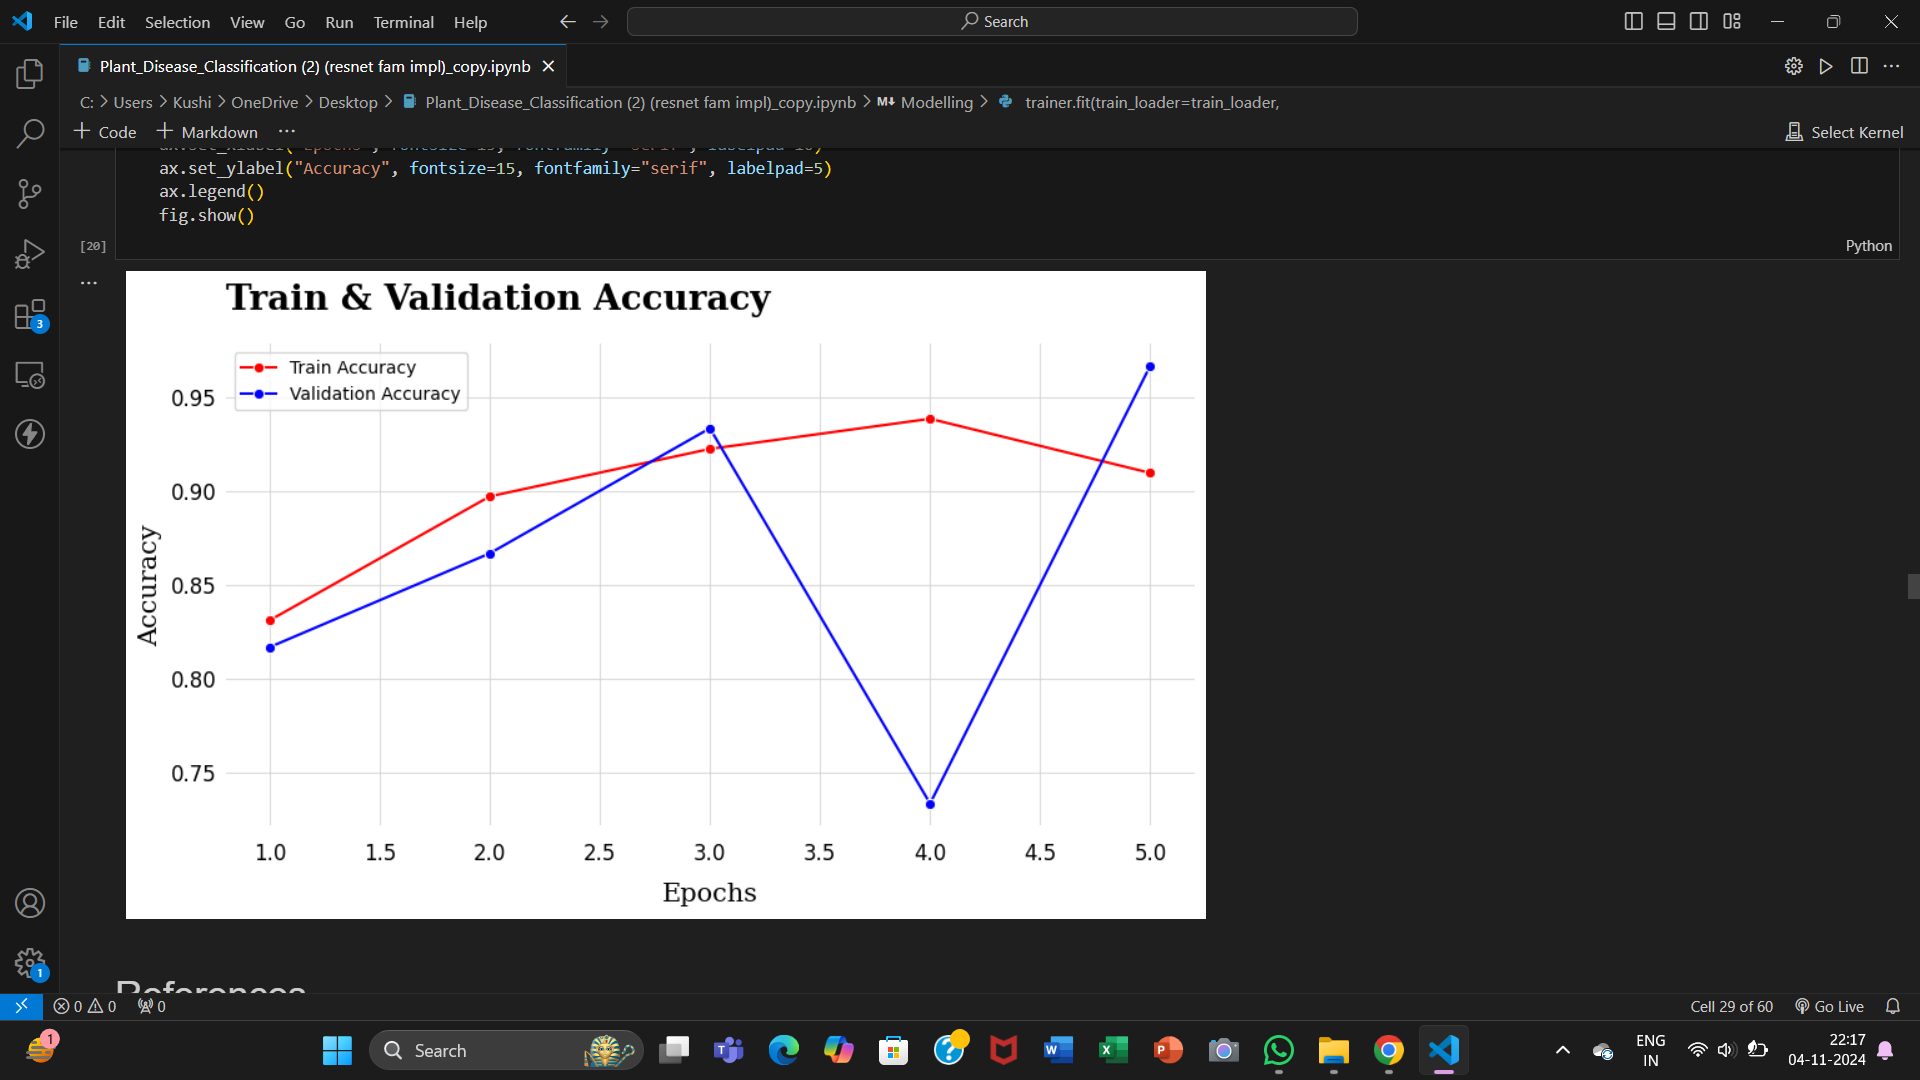 File Edit Selection View Go Run Terminal Help
Search
Plant_Disease_Classification (2) (resnet fam impl)_copy.ipynb
C: > Users > Kushi > OneDrive > Desktop > Plant_Disease_Classification (2) (resnet fam impl)_copy.ipynb > M↓ Modelling > trainer.fit(train_loader=train_loader,
+ Code + Markdown ...
Select Kernel
ax.set_ylabel("Accuracy", fontsize=15, fontfamily="serif", labelpad=5)
ax.legend()
fig.show()
[20]
Python
...
Train & Validation Accuracy
Train Accuracy
Validation Accuracy
0.95
0.90
0.85
0.80
0.75
Accuracy
1.0 1.5 2.0 2.5 3.0 3.5 4.0 4.5 5.0
Epochs
References
3
1
0 0 0
Cell 29 of 60 Go Live
1
Search
ENG
IN
22:17
04-11-2024